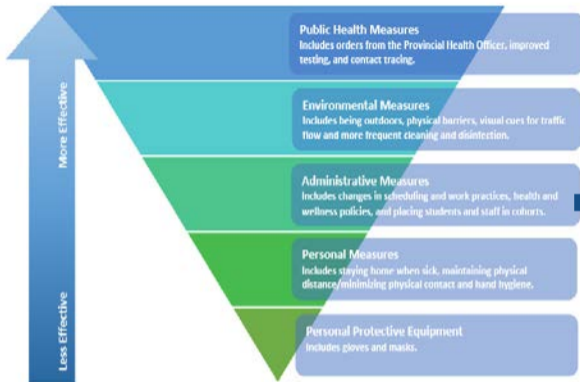 Public Health Measures
Includes orders from the Provincial Health Officer, improved
testing, and contact tracing.
Environmental Measures
Includes being outdoors, physical barriers, visual cues for traffic
flow and more frequent cleaning and disinfection.
Administrative Measures
Includes changes in scheduling and work practices, health and
wellness policies, and placing students and staff in cohorts.
Personal Measures
Includes staying home when sick, maintaining physical
distance/minimizing physical contact and hand hygiene.
Personal Protective Equipment
Includes gloves and masks.
More Effective
Less Effective